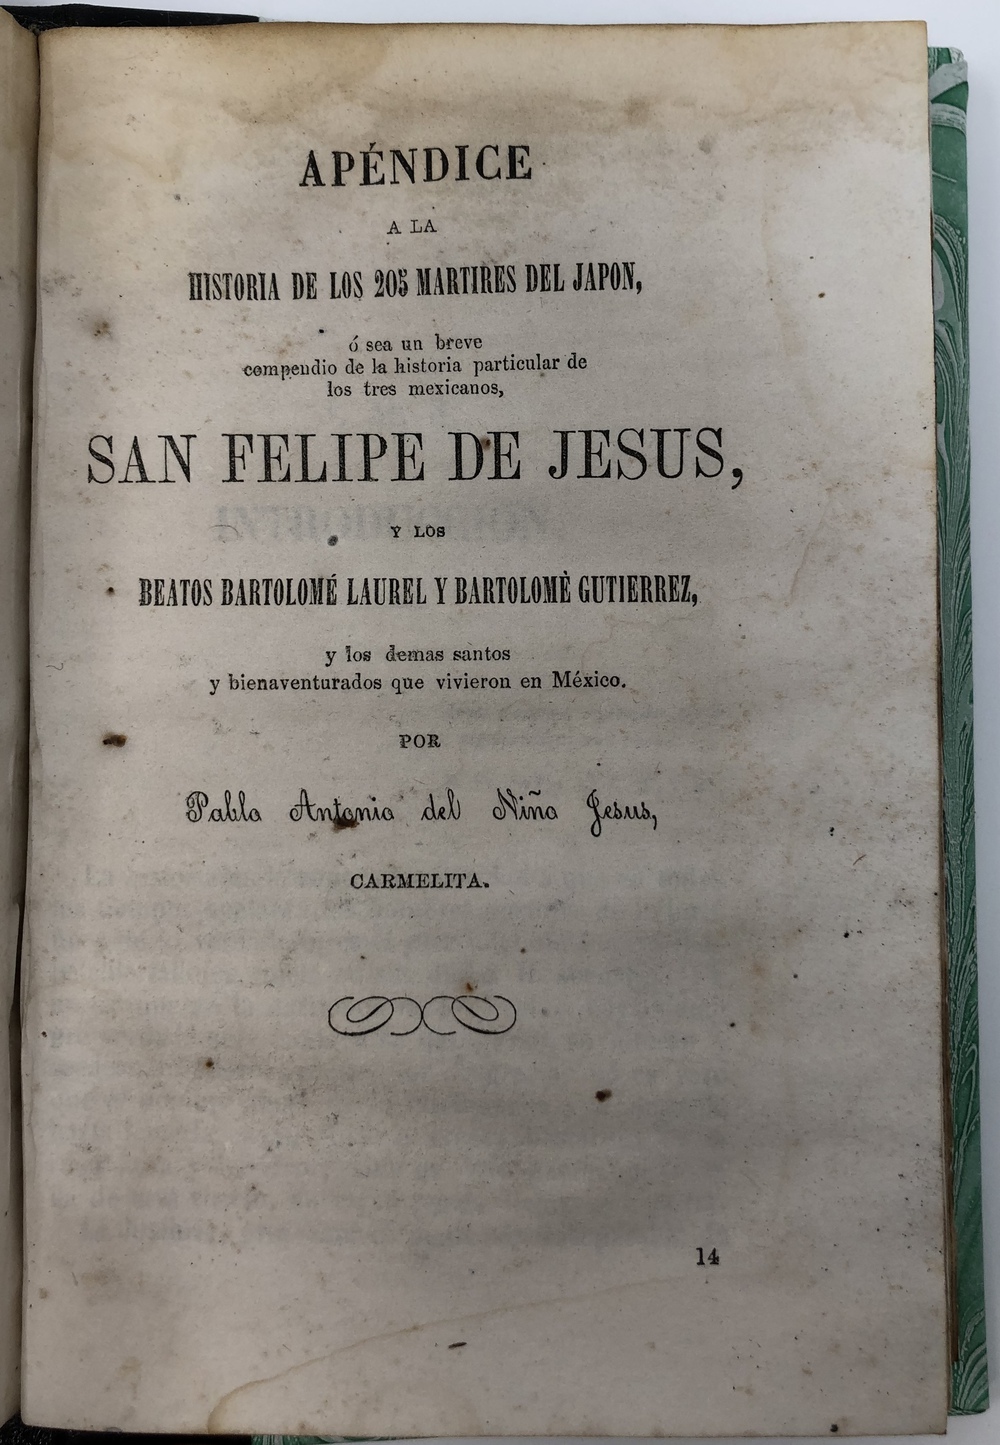 APÉNDICE
A LA
HISTORIA DE LOS 205 MARTIRES DEL JAPON,
ó sea un breve
compendio de la historia particular de
los tres mexicanos,
SAN FELIPE DE JESUS,
Y LOS
BEATOS BARTOLOMÉ LAUREL Y BARTOLOMÈ GUTIERREZ,
y los demas santos
y bienaventurados que vivieron en México.
POR
Pablo Antonio del Niño Jesus,
CARMELITA.
14